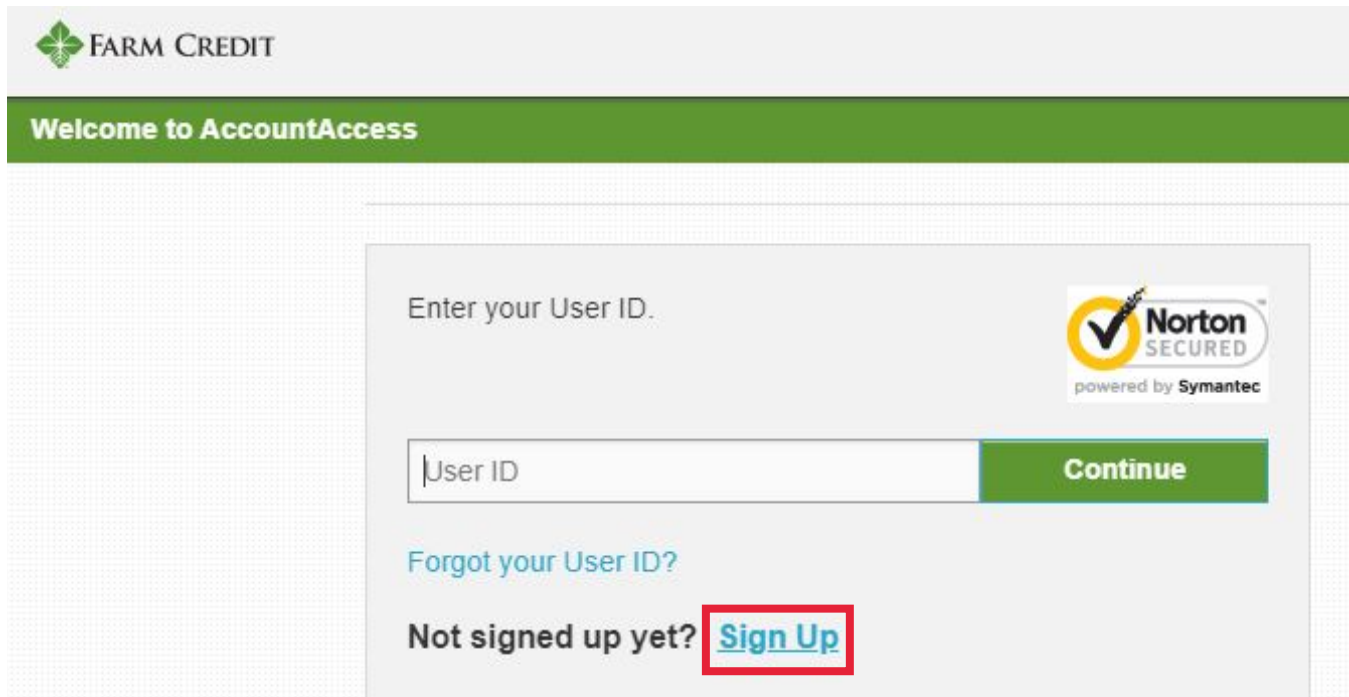 FARM CREDIT
Welcome to AccountAccess
Enter your User ID.
Norton
SECURED
powered by Symantec
User ID
Continue
Forgot your User ID?
Not signed up yet? Sign Up